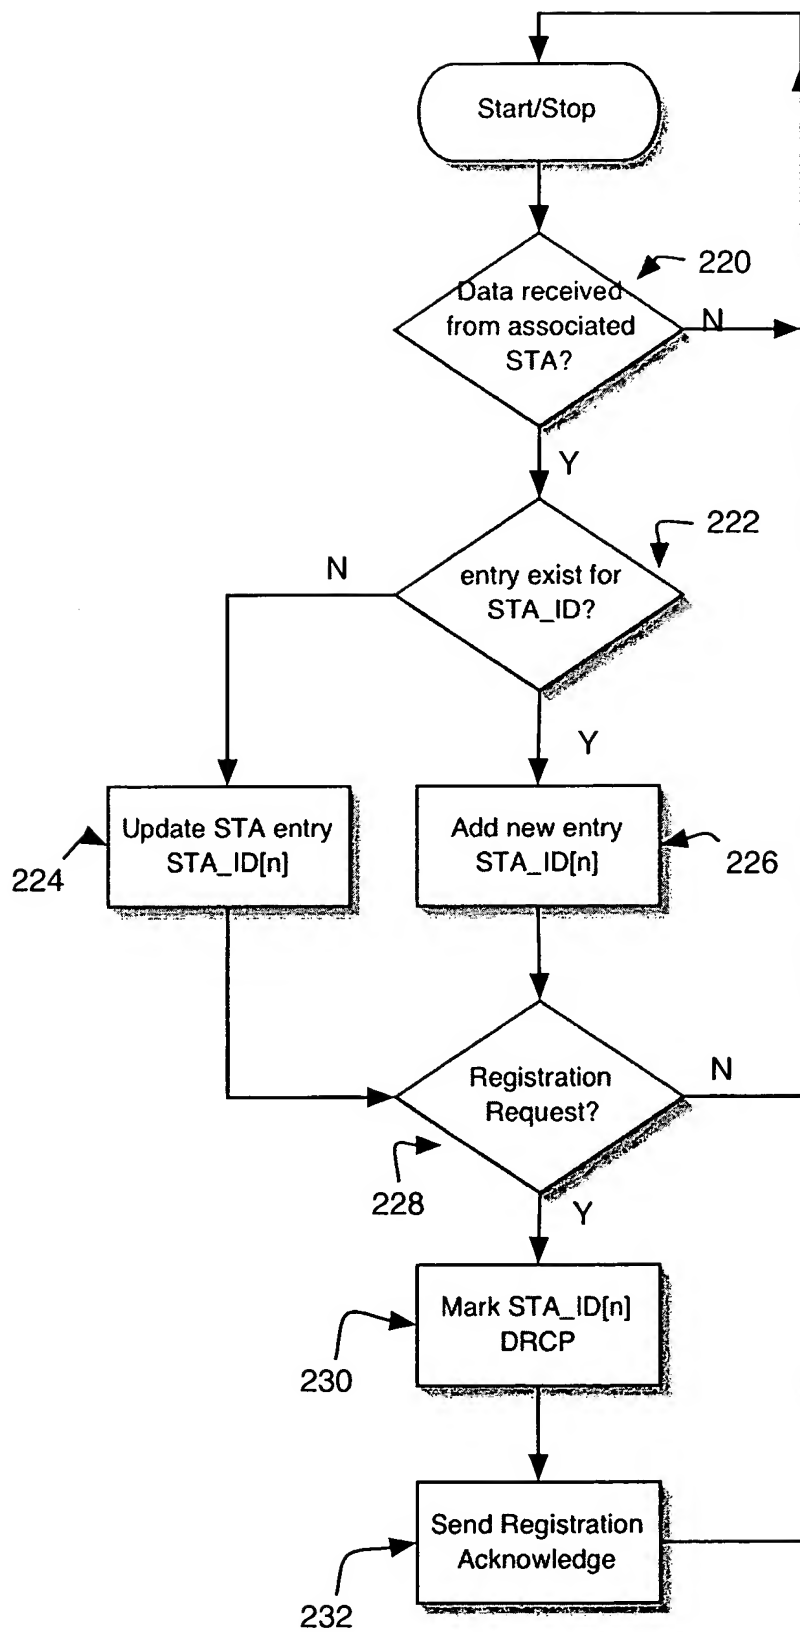 Start/Stop
220
Data received
from associated
STA?
N
Y
222
entry exist for
STA_ID?
N
Y
Update STA entry
STA_ID[n]
224
Add new entry
STA_ID[n]
226
Registration
Request?
N
228
Y
Mark STA_ID[n]
DRCP
230
Send Registration
Acknowledge
232